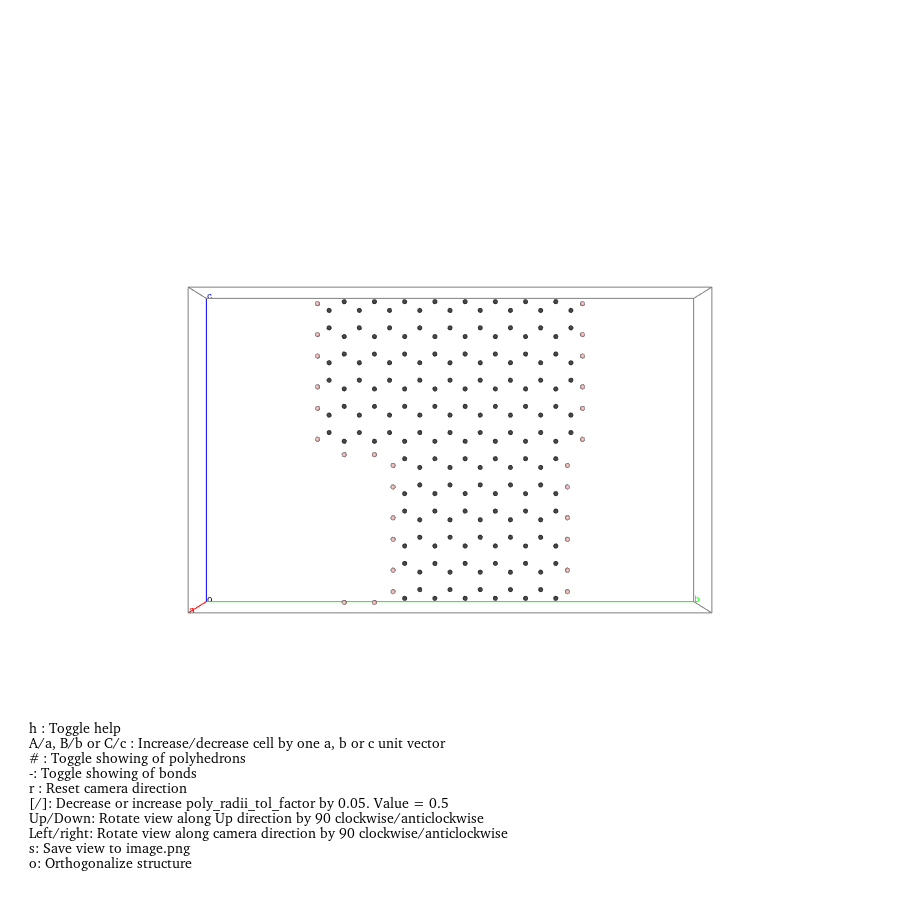 c
o
a
b
h : Toggle help
A/a, B/b or C/c : Increase/decrease cell by one a, b or c unit vector
# : Toggle showing of polyhedrons
-: Toggle showing of bonds
r : Reset camera direction
[/]: Decrease or increase poly_radii_tol_factor by 0.05. Value = 0.5
Up/Down: Rotate view along Up direction by 90 clockwise/anticlockwise
Left/right: Rotate view along camera direction by 90 clockwise/anticlockwise
s: Save view to image.png
o: Orthogonalize structure